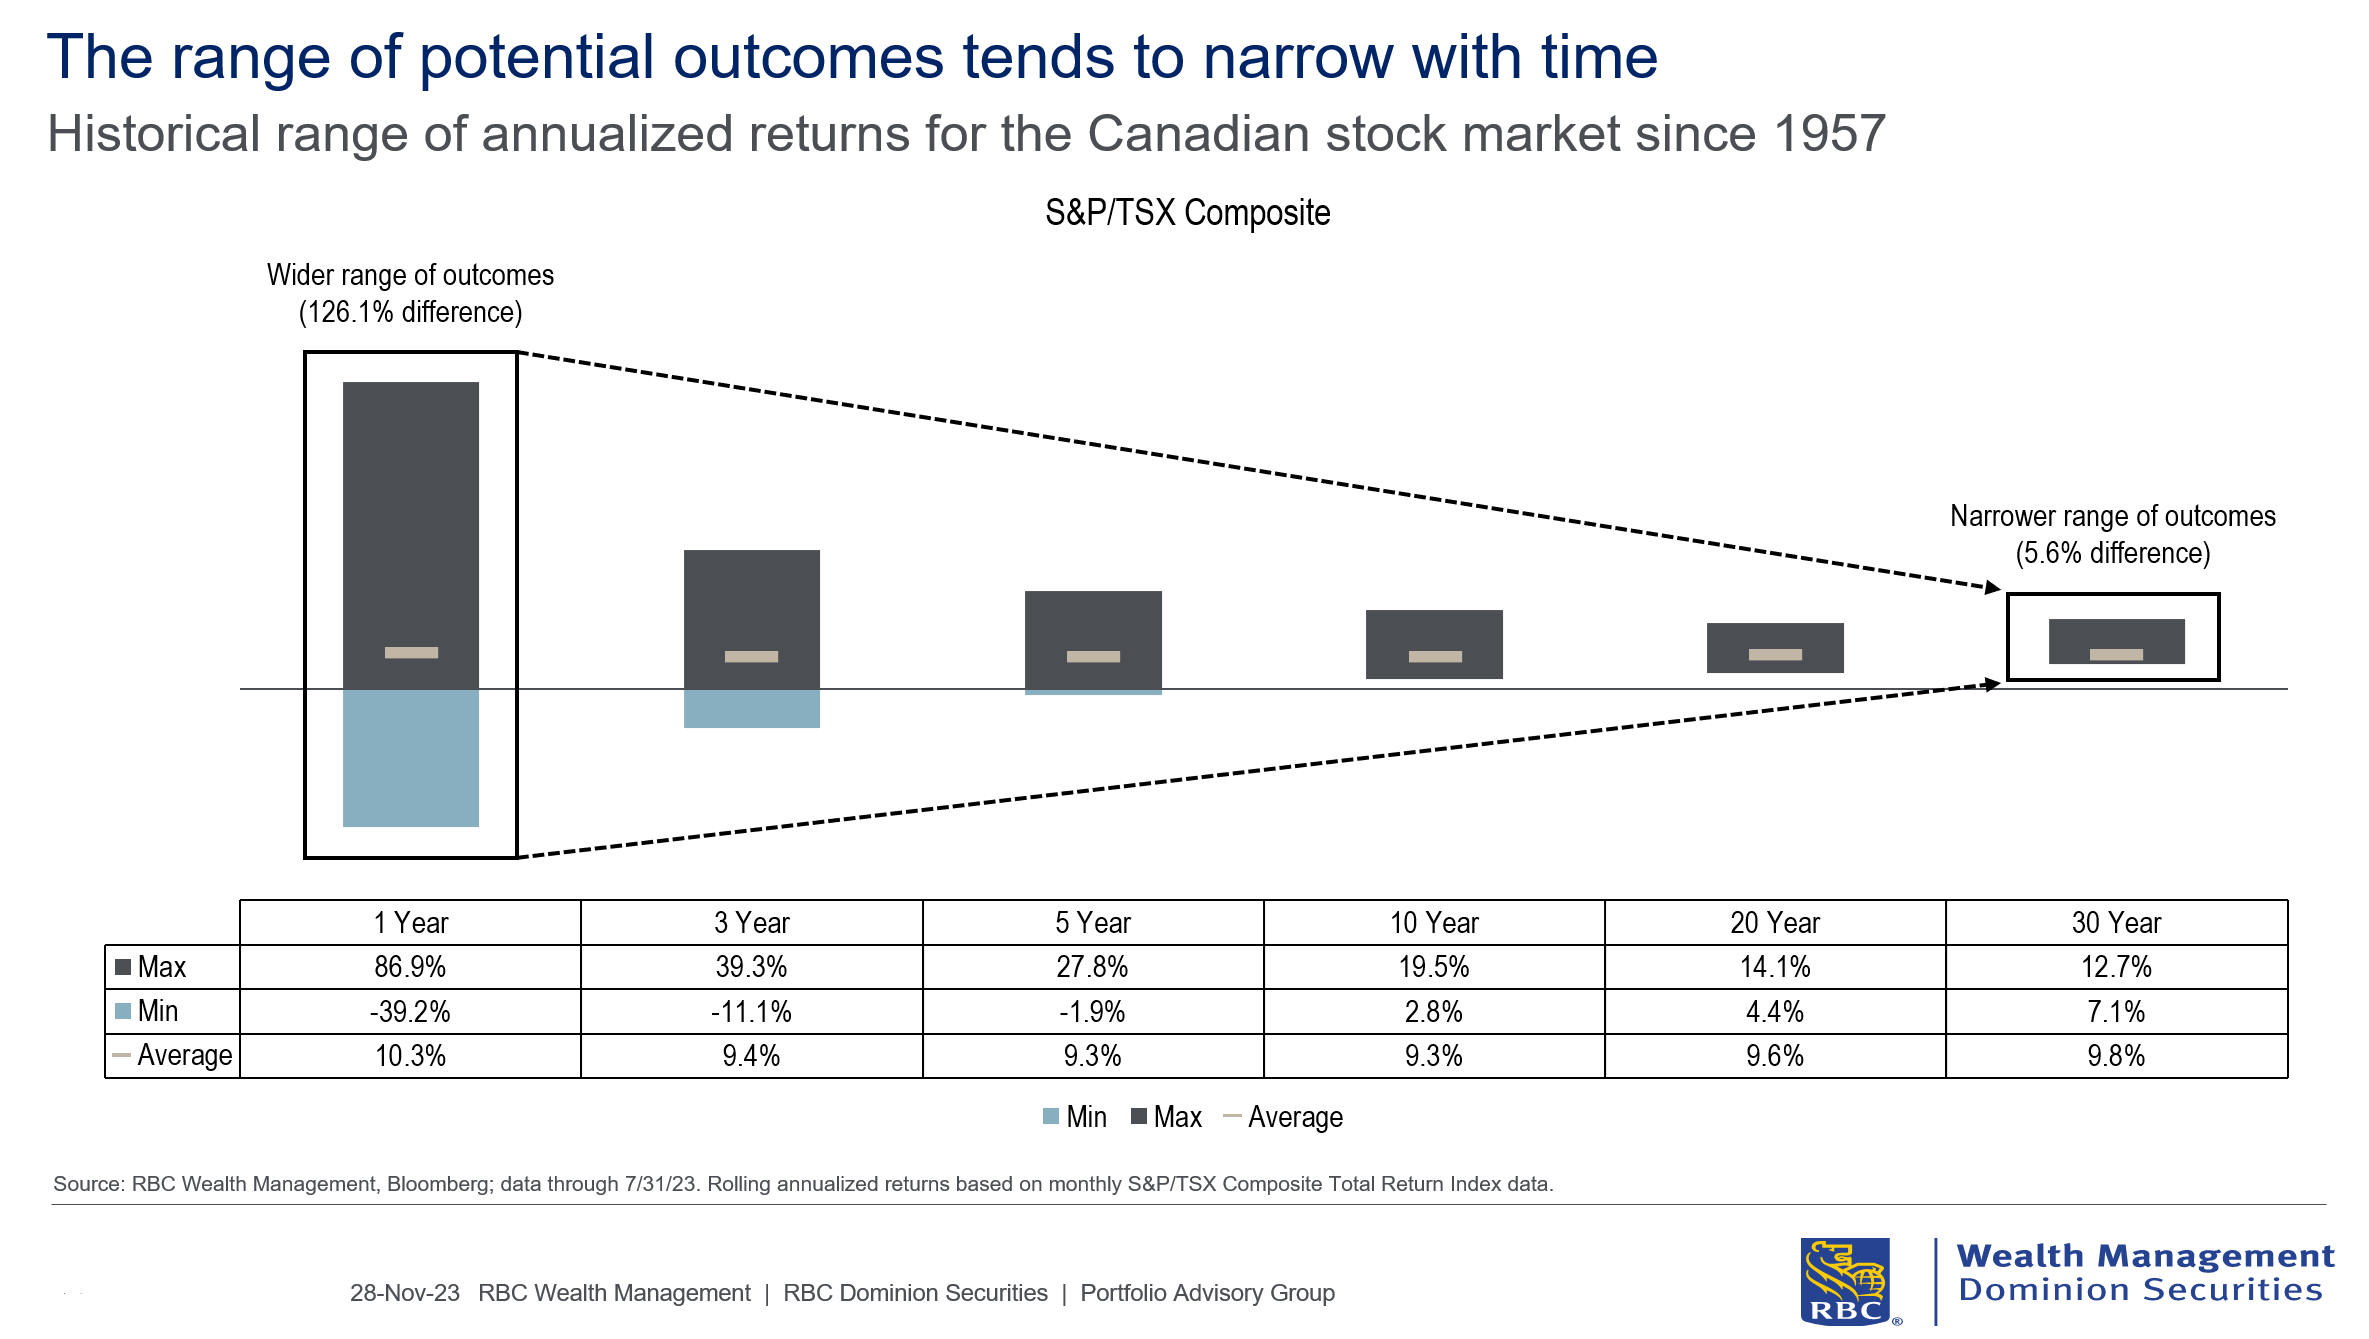 The range of potential outcomes tends to narrow with time
Historical range of annualized returns for the Canadian stock market since 1957
S&P/TSX Composite
Wider range of outcomes
(126.1% difference)
Narrower range of outcomes
(5.6% difference)
1 Year 3 Year 5 Year 10 Year 20 Year 30 Year
Max 86.9% 39.3% 27.8% 19.5% 14.1% 12.7%
Min -39.2% -11.1% -1.9% 2.8% 4.4% 7.1%
Average 10.3% 9.4% 9.3% 9.3% 9.6% 9.8%
Min Max Average
Source: RBC Wealth Management, Bloomberg; data through 7/31/23. Rolling annualized returns based on monthly S&P/TSX Composite Total Return Index data.
28-Nov-23 RBC Wealth Management | RBC Dominion Securities | Portfolio Advisory Group
RBC ®
Wealth Management
Dominion Securities